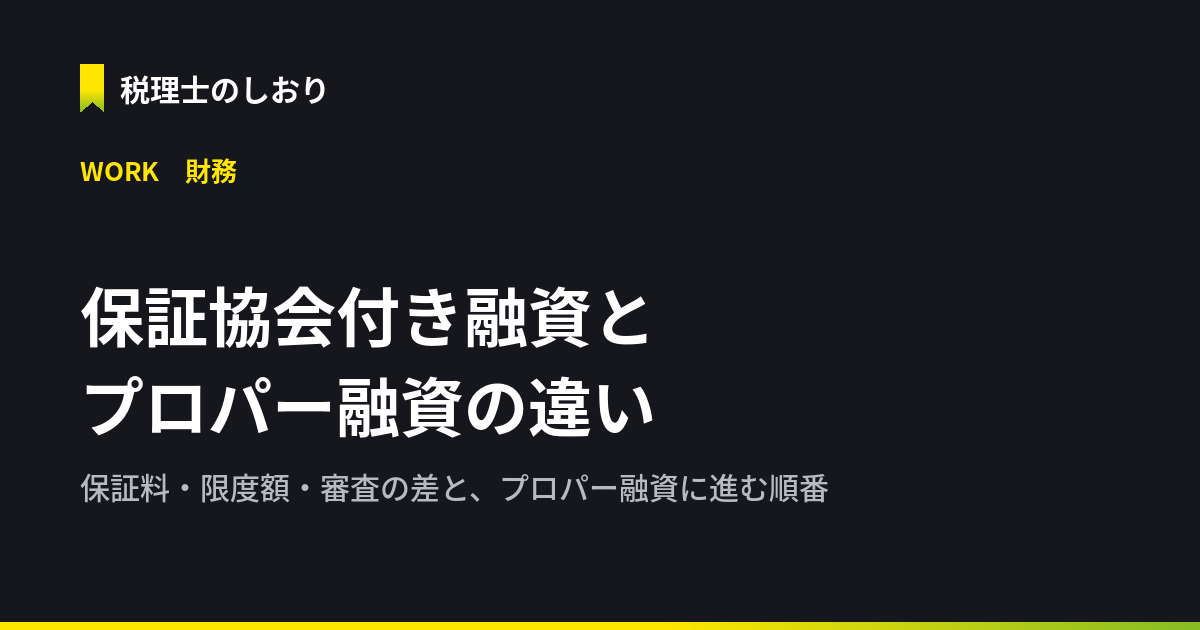 税理士のしおり
WORK 財務
保証協会付き融資と
プロパー融資の違い
保証料・限度額・審査の差と、プロパー融資に進む順番